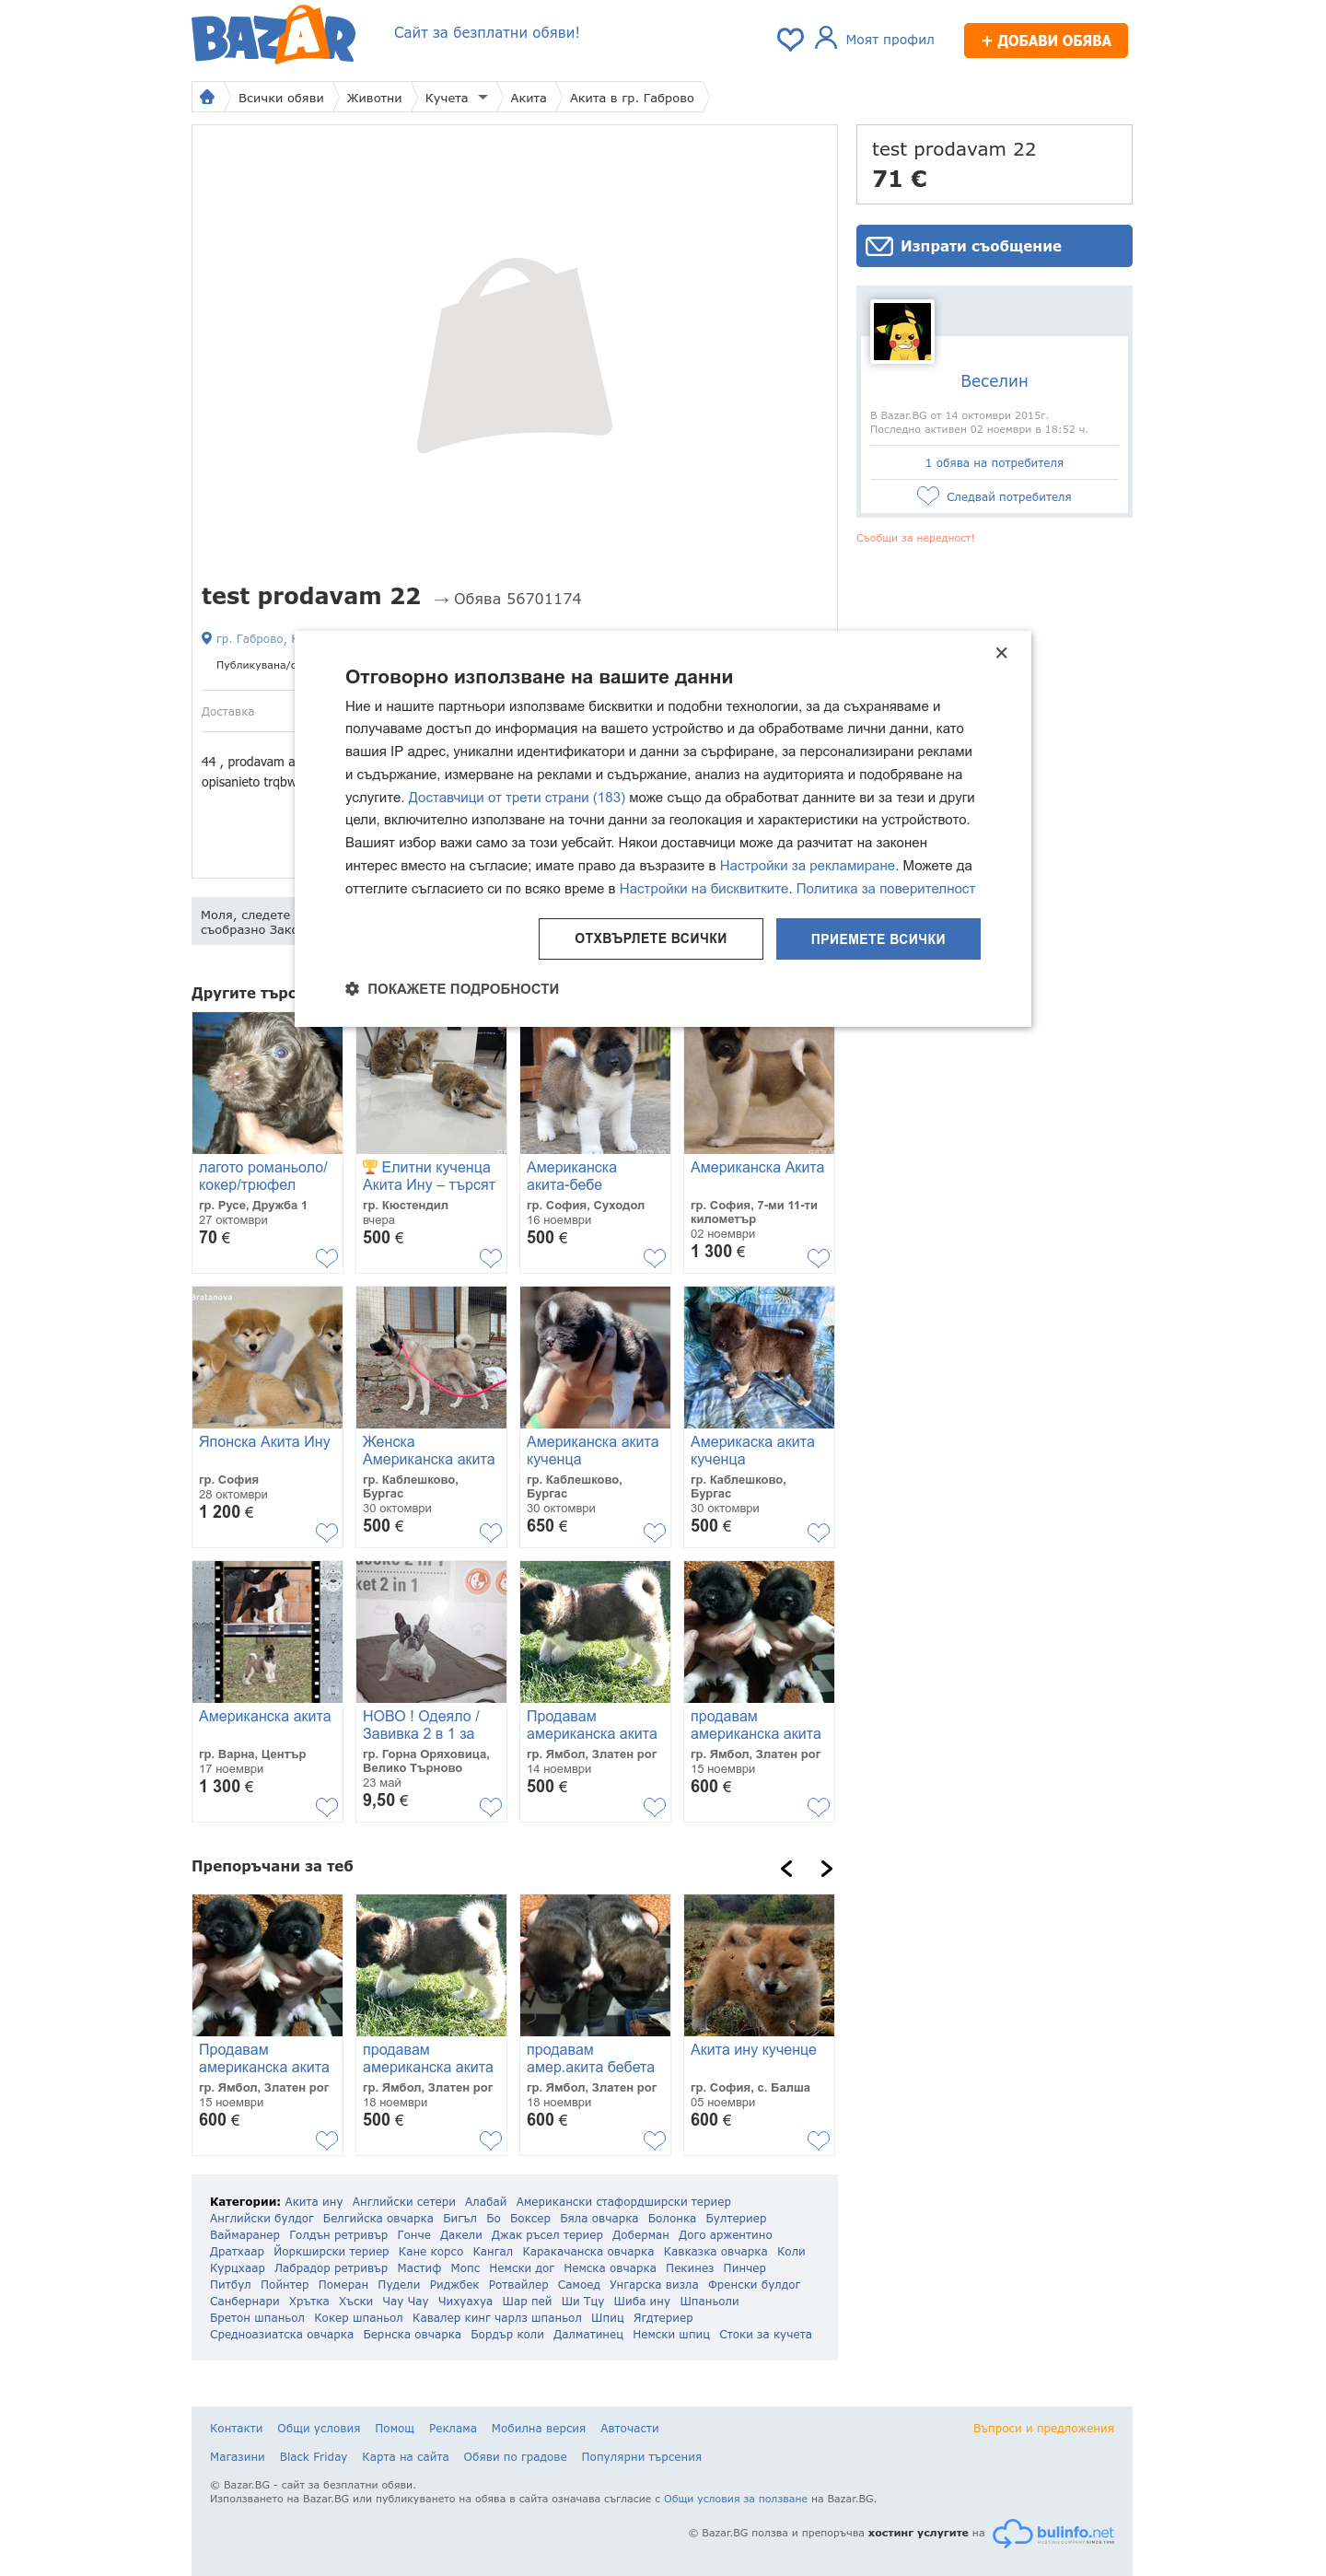 BAZAR
Сайт за безплатни обяви!
Моят профил
+ ДОБАВИ ОБЯВА
Всички обяви
Животни
Кучета
Акита
Акита в гр. Габрово
test prodavam 22
71 €
Изпрати съобщение
Веселин
В Bazar.BG от 14 октомври 2015г.
Последно активен 02 ноември в 18:52 ч.
1 обява на потребителя
Следвай потребителя
Съобщи за нередност!
test prodavam 22 → Обява 56701174
гр. Габрово,
Публикувана/
Доставка
44 , prodavam
opisanieto
Моля, следете
съобразно
Отговорно използване на вашите данни
×
Ние и нашите партньори използваме бисквитки и подобни технологии, за да съхраняваме и
получаваме достъп до информация на вашето устройство и да обработваме лични данни, като
вашия IP адрес, уникални идентификатори и данни за сърфиране, за персонализирани реклами
и съдържание, измерване на реклами и съдържание, анализ на аудиторията и подобряване на
услугите. Доставчици от трети страни (183) може също да обработват данните ви за тези и други
цели, включително използване на точни данни за геолокация и характеристики на устройството.
Вашият избор важи само за този уебсайт. Някои доставчици може да разчитат на законен
интерес вместо на съгласие; имате право да възразите в Настройки за рекламиране. Можете да
оттеглите съгласието си по всяко време в Настройки на бисквитките. Политика за поверителност
ОТХВЪРЛЕТЕ ВСИЧКИ
ПРИЕМЕТЕ ВСИЧКИ
ПОКАЖЕТЕ ПОДРОБНОСТИ
Другите
лагото романьоло/
кокер/трюфел
гр. Русе, Дружба 1
27 октомври
70 €
🏆 Елитни кученца
Акита Ину – търсят
гр. Кюстендил
вчера
500 €
Американска
акита-бебе
гр. София, Суходол
16 ноември
500 €
Американска Акита
гр. София, 7-ми 11-ти
километър
02 ноември
1 300 €
Bratanova
Японска Акита Ину
гр. София
28 октомври
1 200 €
Женска
Американска акита
гр. Каблешково,
Бургас
30 октомври
500 €
Американска акита
кученца
гр. Каблешково,
Бургас
30 октомври
650 €
Америкаска акита
кученца
гр. Каблешково,
Бургас
30 октомври
500 €
Американска акита
гр. Варна, Център
17 ноември
1 300 €
ket 2 in 1
НОВО ! Одеяло /
Завивка 2 в 1 за
гр. Горна Оряховица,
Велико Търново
23 май
9,50 €
Продавам
американска акита
гр. Ямбол, Златен рог
14 ноември
500 €
продавам
американска акита
гр. Ямбол, Златен рог
15 ноември
600 €
Препоръчани за теб
Продавам
американска акита
гр. Ямбол, Златен рог
15 ноември
600 €
продавам
американска акита
гр. Ямбол, Златен рог
18 ноември
500 €
продавам
амер.акита бебета
гр. Ямбол, Златен рог
18 ноември
600 €
Акита ину кученце
гр. София, с. Балша
05 ноември
600 €
Категории: Акита ину Английски сетери Алабай Американски стафордширски териер
Английски булдог Белгийска овчарка Бигъл Бо Боксер Бяла овчарка Болонка Бултериер
Ваймаранер Голдън ретривър Гонче Дакели Джак ръсел териер Доберман Дого аржентино
Дратхаар Йоркширски териер Кане корсо Кангал Каракачанска овчарка Кавказка овчарка Коли
Курцхаар Лабрадор ретривър Мастиф Мопс Немски дог Немска овчарка Пекинез Пинчер
Питбул Пойнтер Померан Пудели Риджбек Ротвайлер Самоед Унгарска визла Френски булдог
Санбернари Хрътка Хъски Чау Чау Чихуахуа Шар пей Ши Тцу Шиба ину Шпаньоли
Бретон шпаньол Кокер шпаньол Кавалер кинг чарлз шпаньол Шпиц Ягдтериер
Средноазиатска овчарка Бернска овчарка Бордър коли Далматинец Немски шпиц Стоки за кучета
Контакти Общи условия Помощ Реклама Мобилна версия Авточасти
Въпроси и предложения
Магазини Black Friday Карта на сайта Обяви по градове Популярни търсения
© Bazar.BG - сайт за безплатни обяви.
Използването на Bazar.BG или публикуването на обява в сайта означава съгласие с Общи условия за ползване на Bazar.BG.
© Bazar.BG ползва и препоръчва хостинг услугите на
bulinfo.net
HOSTING COMPANY SINCE 1998